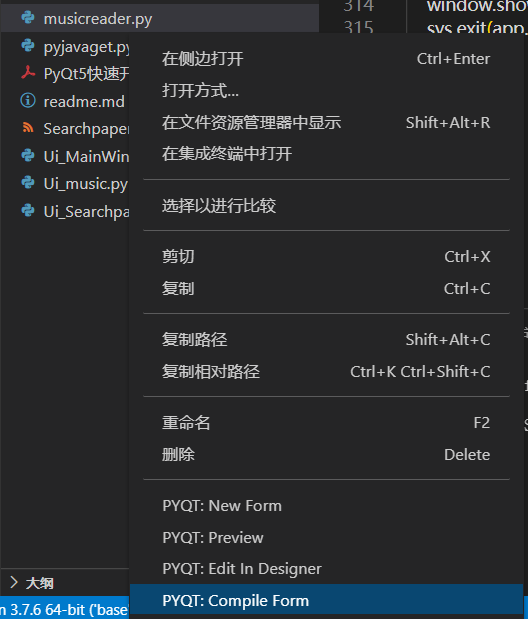 musicreader.py
314 window.show
315 sys.exit(app.
pyjavaget.py
PyQt5快速开
readme.md
Searchpaper
Ui_MainWin
Ui_music.py
Ui_Searchpa
在侧边打开 Ctrl+Enter
打开方式...
在文件资源管理器中显示 Shift+Alt+R
在集成终端中打开
选择以进行比较
剪切 Ctrl+X
复制 Ctrl+C
复制路径 Shift+Alt+C
复制相对路径 Ctrl+K Ctrl+Shift+C
重命名 F2
删除 Delete
PYQT: New Form
PYQT: Preview
PYQT: Edit In Designer
PYQT: Compile Form
大纲
n 3.7.6 64-bit ('base'